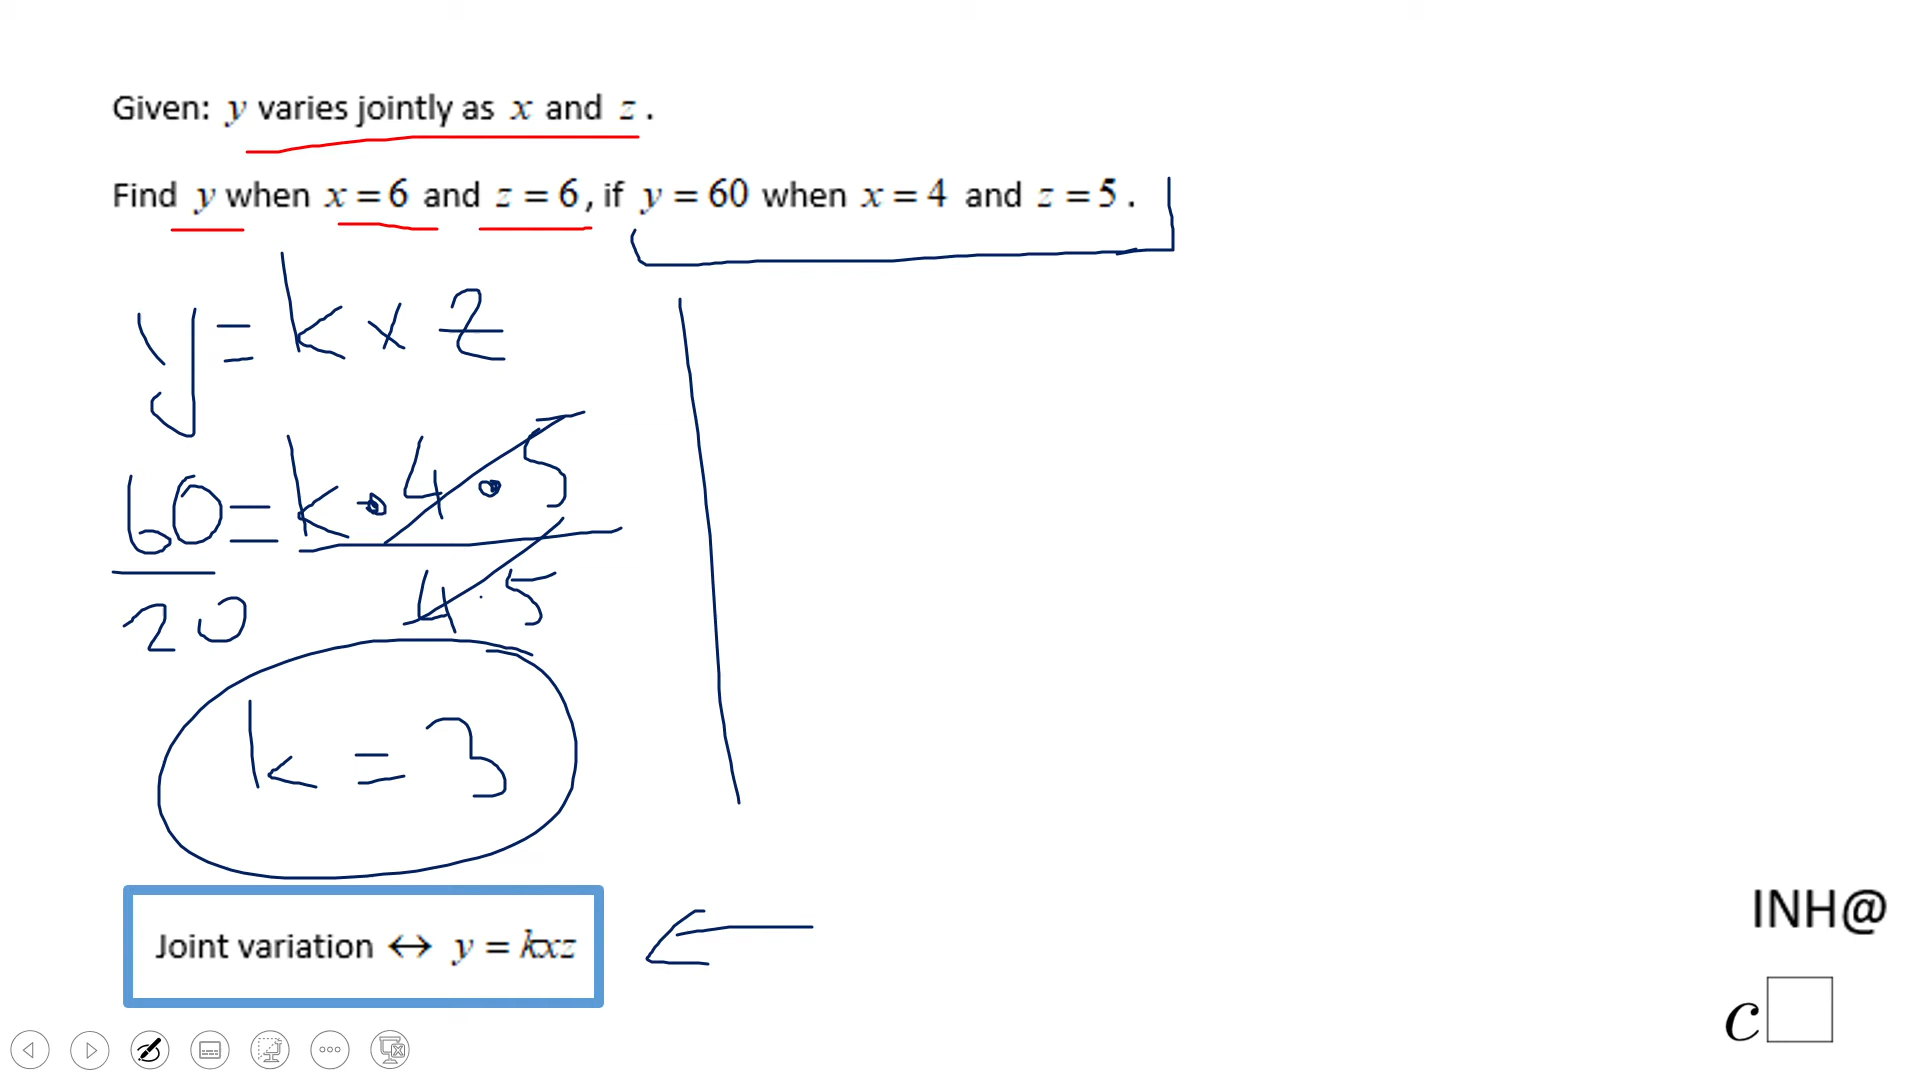 Given: y varies jointly as x and z.
Find y when x = 6 and z = 6, if y = 60 when x = 4 and z = 5.
y = k x z
60 = k · 4 · 5
20 4 · 5
k = 3
Joint variation ↔ y = kxz
INH@
c